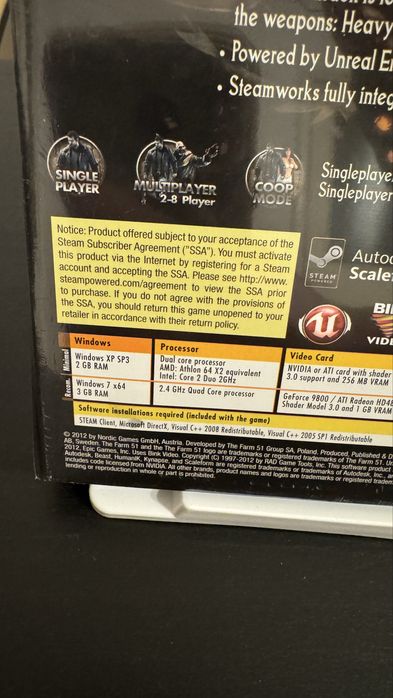 the weapons: Heavy
• Powered by Unreal En
• Steamworks fully integ
SINGLE
PLAYER
MULTIPLAYER
2-8 Player
COOP
MODE
Singleplaye
Singleplayer
Notice: Product offered subject to your acceptance of the
Steam Subscriber Agreement ("SSA"). You must activate
this product via the Internet by registering for a Steam
account and accepting the SSA. Please see http://www.
steampowered.com/agreement to view the SSA prior
to purchase. If you do not agree with the provisions of
the SSA, you should return this game unopened to your
retailer in accordance with their return policy.
STEAM
POWERED
Autod
Scale
BI
VIDE
Windows
Processor
Video Card
Minimal
Windows XP SP3
2 GB RAM
Dual core processor
AMD: Athlon 64 X2 equivalent
Intel: Core 2 Duo 2GHz
NVIDIA or ATI card with shader
3.0 support and 256 MB VRAM
Recm.
Windows 7 x64
3 GB RAM
2.4 GHz Quad Core processor
GeForce 9800 / ATI Radeon HD48
Shader Model 3.0 and 1 GB VRAM
Software installations required (included with the game)
STEAM Client, Microsoft DirectX, Visual C++ 2008 Redistributable, Visual C++ 2005 SP1 Redistributable
© 2012 by Nordic Games GmbH, Austria. Developed by The Farm 51 Group SA, Poland. Produced, Published & D
AB, Sweden. The Farm 51 and the The Farm 51 logo are trademarks or registered trademarks of The Farm 51. Un
2012, Epic Games, Inc. Uses Bink Video. Copyright (C) 1997-2012 by RAD Game Tools, Inc. This software product
Autodesk, Beast, HumanIK, Kynapse, and Scaleform are registered trademarks or trademarks of Autodesk, Inc.,
includes code licensed from NVIDIA. All other brands, product names and logos are trademarks or registered tradem
lending or reproduction in whole or part is prohibited.